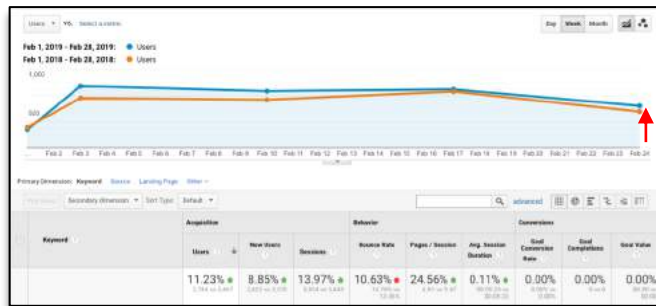 Users VS. Select a metric
Day Week Month
Feb 1, 2019 - Feb 28, 2019: Users
Feb 1, 2018 - Feb 28, 2018: Users
1,000
500
... Feb 2 Feb 3 Feb 4 Feb 5 Feb 6 Feb 7 Feb 8 Feb 9 Feb 10 Feb 11 Feb 12 Feb 13 Feb 14 Feb 15 Feb 16 Feb 17 Feb 18 Feb 19 Feb 20 Feb 21 Feb 22 Feb 23 Feb 24
Primary Dimension: Keyword Source Landing Page Other
Secondary dimension Sort Type: Default advanced
Acquisition Behavior Conversions
Keyword Users New Users Sessions Bounce Rate Pages / Session Avg. Session Duration Goal Conversion Rate Goal Completions Goal Value
11.23% 8.85% 13.97% 10.63% 24.56% 0.11% 0.00% 0.00% 0.00%